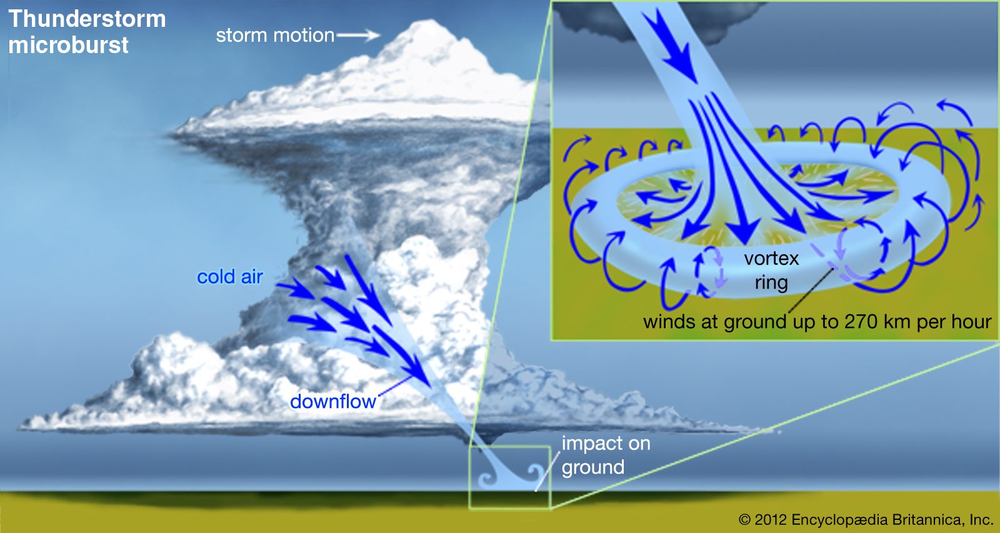 Thunderstorm
microburst
storm motion
cold air
downflow
impact on
ground
vortex
ring
winds at ground up to 270 km per hour
© 2012 Encyclopædia Britannica, Inc.